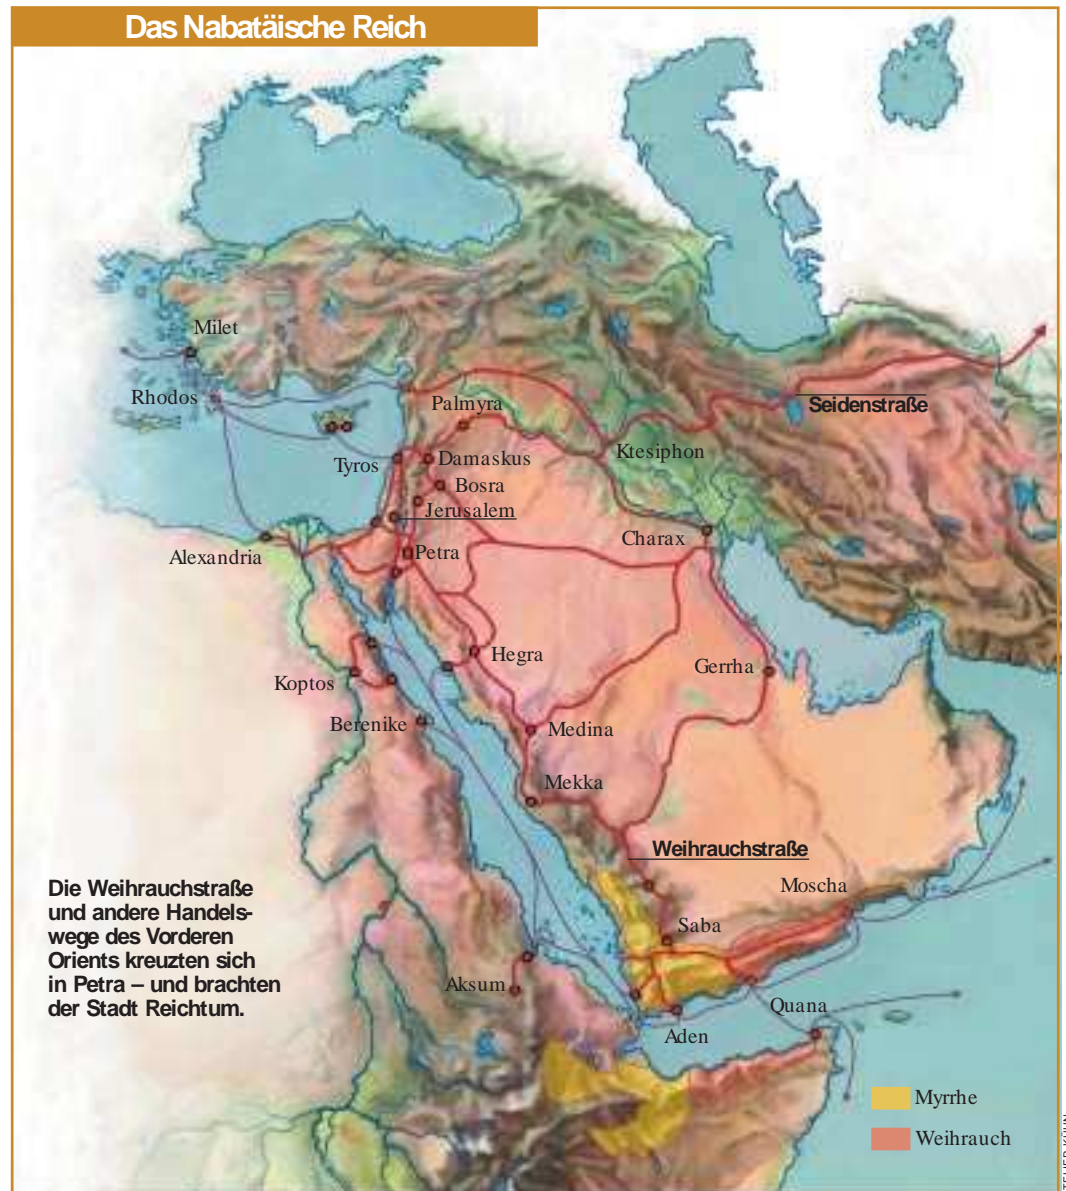 Das Nabatäische Reich
Milet
Rhodos
Palmyra
Seidenstraße
Ktesiphon
Tyros
Damaskus
Bosra
Jerusalem
Charax
Alexandria
Petra
Hegra
Gerrha
Koptos
Berenike
Medina
Mekka
Weihrauchstraße
Moscha
Die Weihrauchstraße
und andere Handels-
wege des Vorderen
Orients kreuzten sich
in Petra – und brachten
der Stadt Reichtum.
Saba
Aksum
Quana
Aden
Myrrhe
Weihrauch